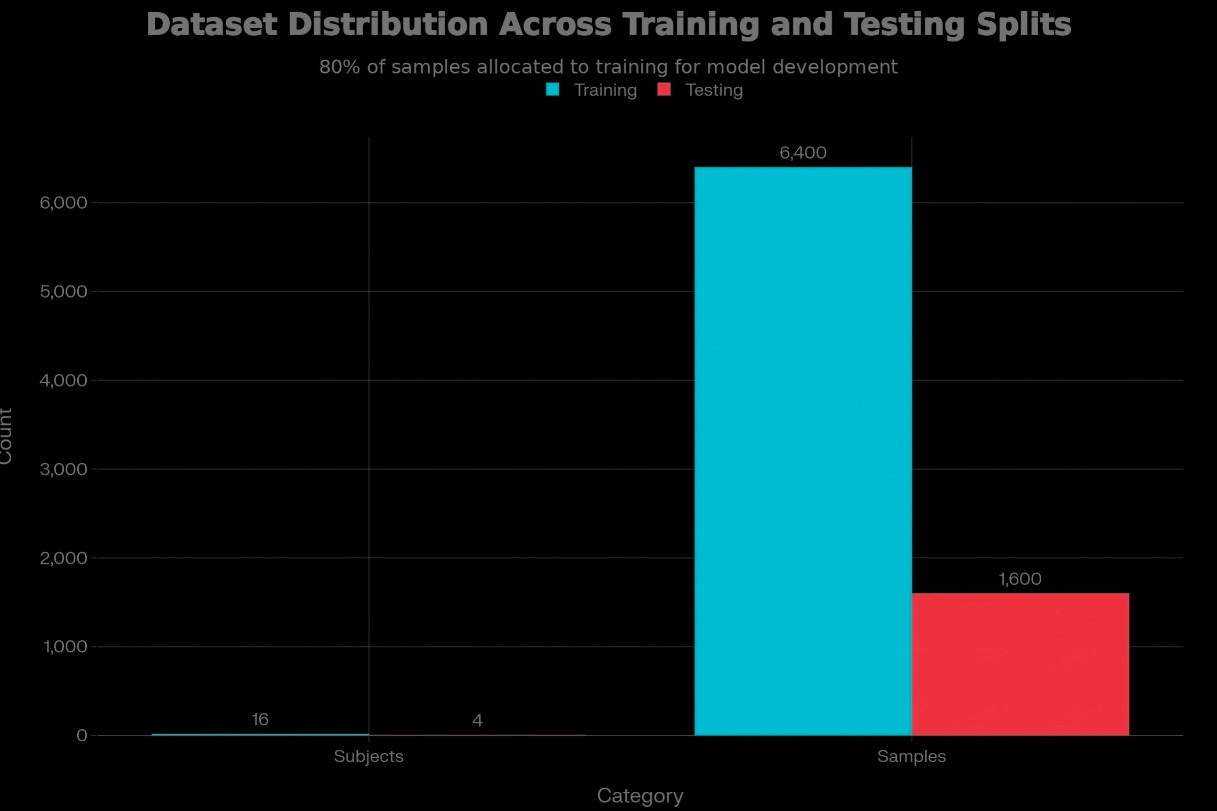 Dataset Distribution Across Training and Testing Splits
80% of samples allocated to training for model development
Training Testing
6,400
6,000
5,000
4,000
3,000
2,000
1,600
1,000
16 4
0
Subjects Samples
Category
Count